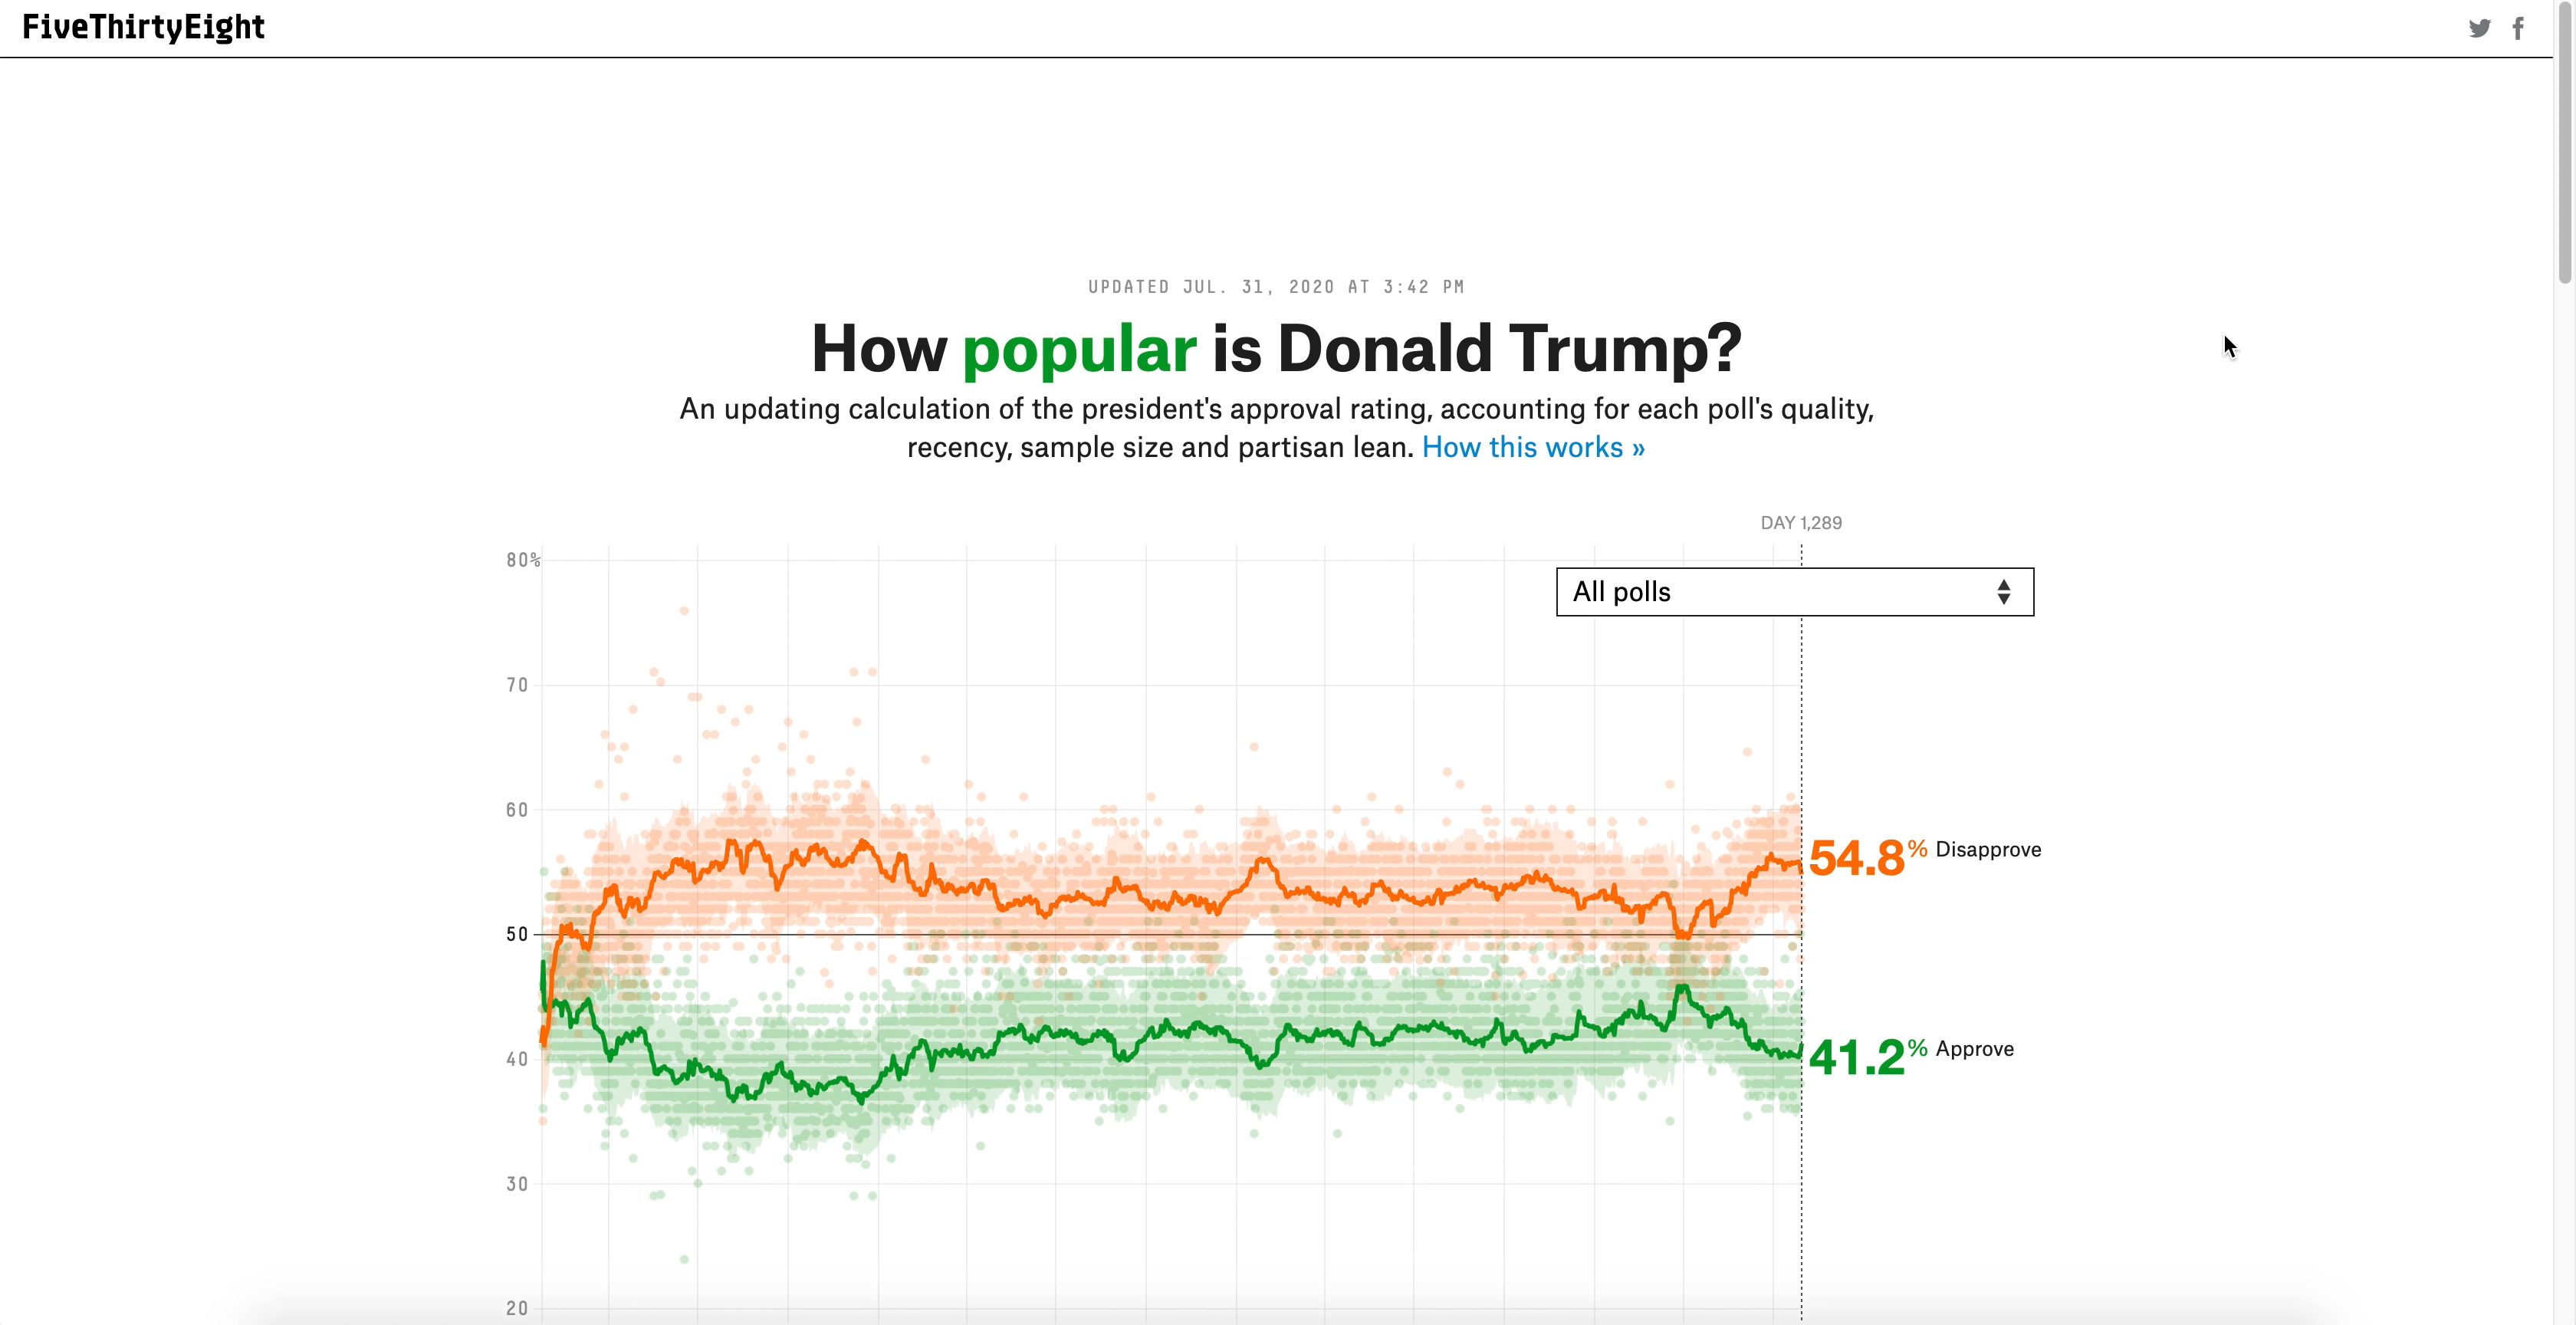 FiveThirtyEight
UPDATED JUL. 31, 2020 AT 3:42 PM
How popular is Donald Trump?
An updating calculation of the president's approval rating, accounting for each poll's quality,
recency, sample size and partisan lean. How this works »
DAY 1,289
80%
All polls
70
60
54.8% Disapprove
50
41.2% Approve
40
30
20